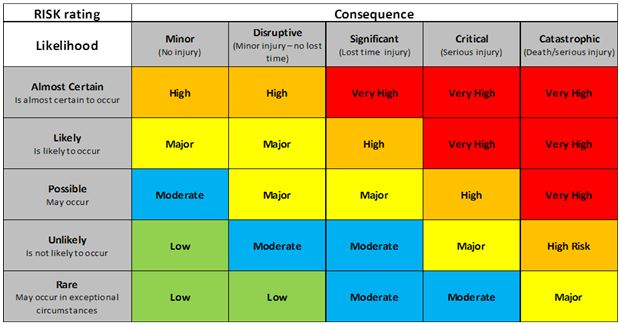 RISK rating Consequence
Likelihood Minor Disruptive Significant Critical Catastrophic
(No injury) (Minor injury – no lost (Lost time injury) (Serious injury) (Death/serious injury)
time)
Almost Certain High High Very High Very High Very High
Is almost certain to occur
Likely Major Major High Very High Very High
Is likely to occur
Possible Moderate Major Major High Very High
May occur
Unlikely Low Moderate Moderate Major High Risk
Is not likely to occur
Rare Low Low Moderate Moderate Major
May occur in exceptional
circumstances